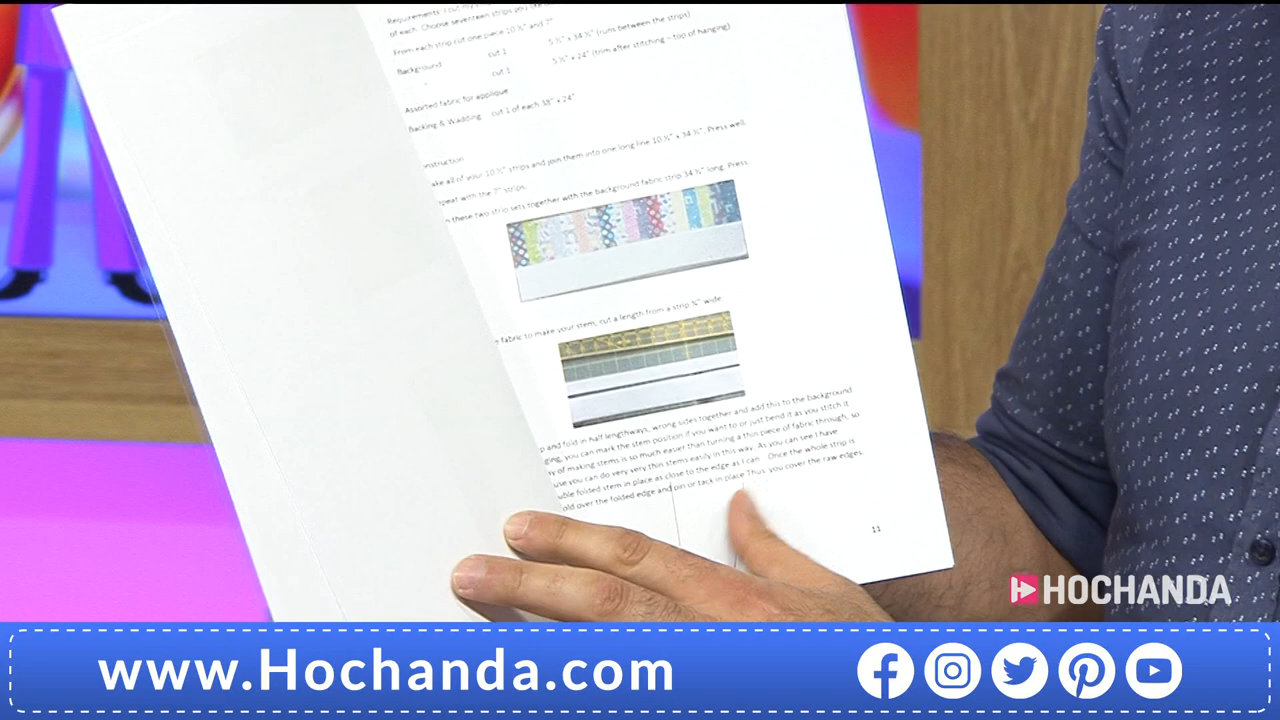 Requirements: I cut my
of each. Choose seventeen strips
From each strip cut one piece 10 ½" and 7"
Background cut 1 5 ½" x 34 ½" (runs between the strips)
" cut 1 5 ½" x 24" (trim after stitching – top of hanging)
Assorted fabric for applique
Backing & Wadding cut 1 of each 38" x 24"
nstruction
ake all of your 10 ½" strips and join them into one long line 10 ½" x 34 ½". Press well.
epeat with the 7" strips.
n these two strip sets together with the background fabric strip 34 ½" long. Press.
e fabric to make your stem, cut a length from a strip ¾" wide.
p and fold in half lengthways, wrong sides together and add this to the background
ging, you can mark the stem position if you want to or just bend it as you stitch it
ay of making stems is so much easier than turning a thin piece of fabric through, so
use you can do very very thin stems easily in this way. As you can see I have
uble folded stem in place as close to the edge as I can. Once the whole strip is
old over the folded edge and pin or tack in place Thus you cover the raw edges.
11
HOCHANDA
www.Hochanda.com